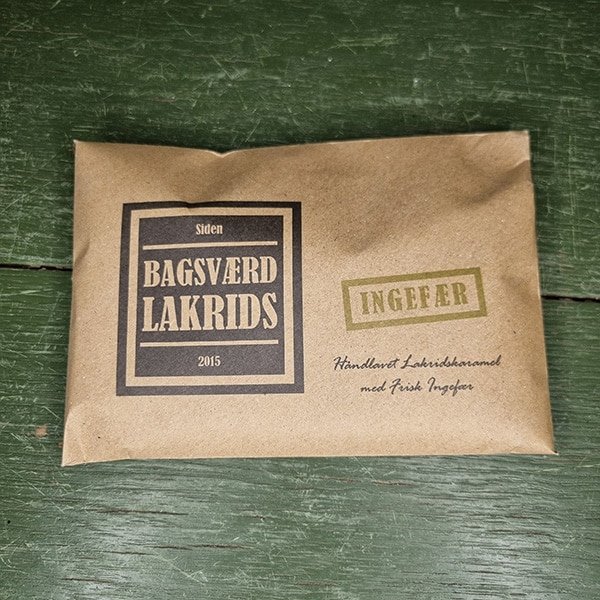 Siden
BAGSVÆRD
LAKRIDS
2015
INGEFÆR
Håndlavet Lakridskaramel
med Frisk Ingefær